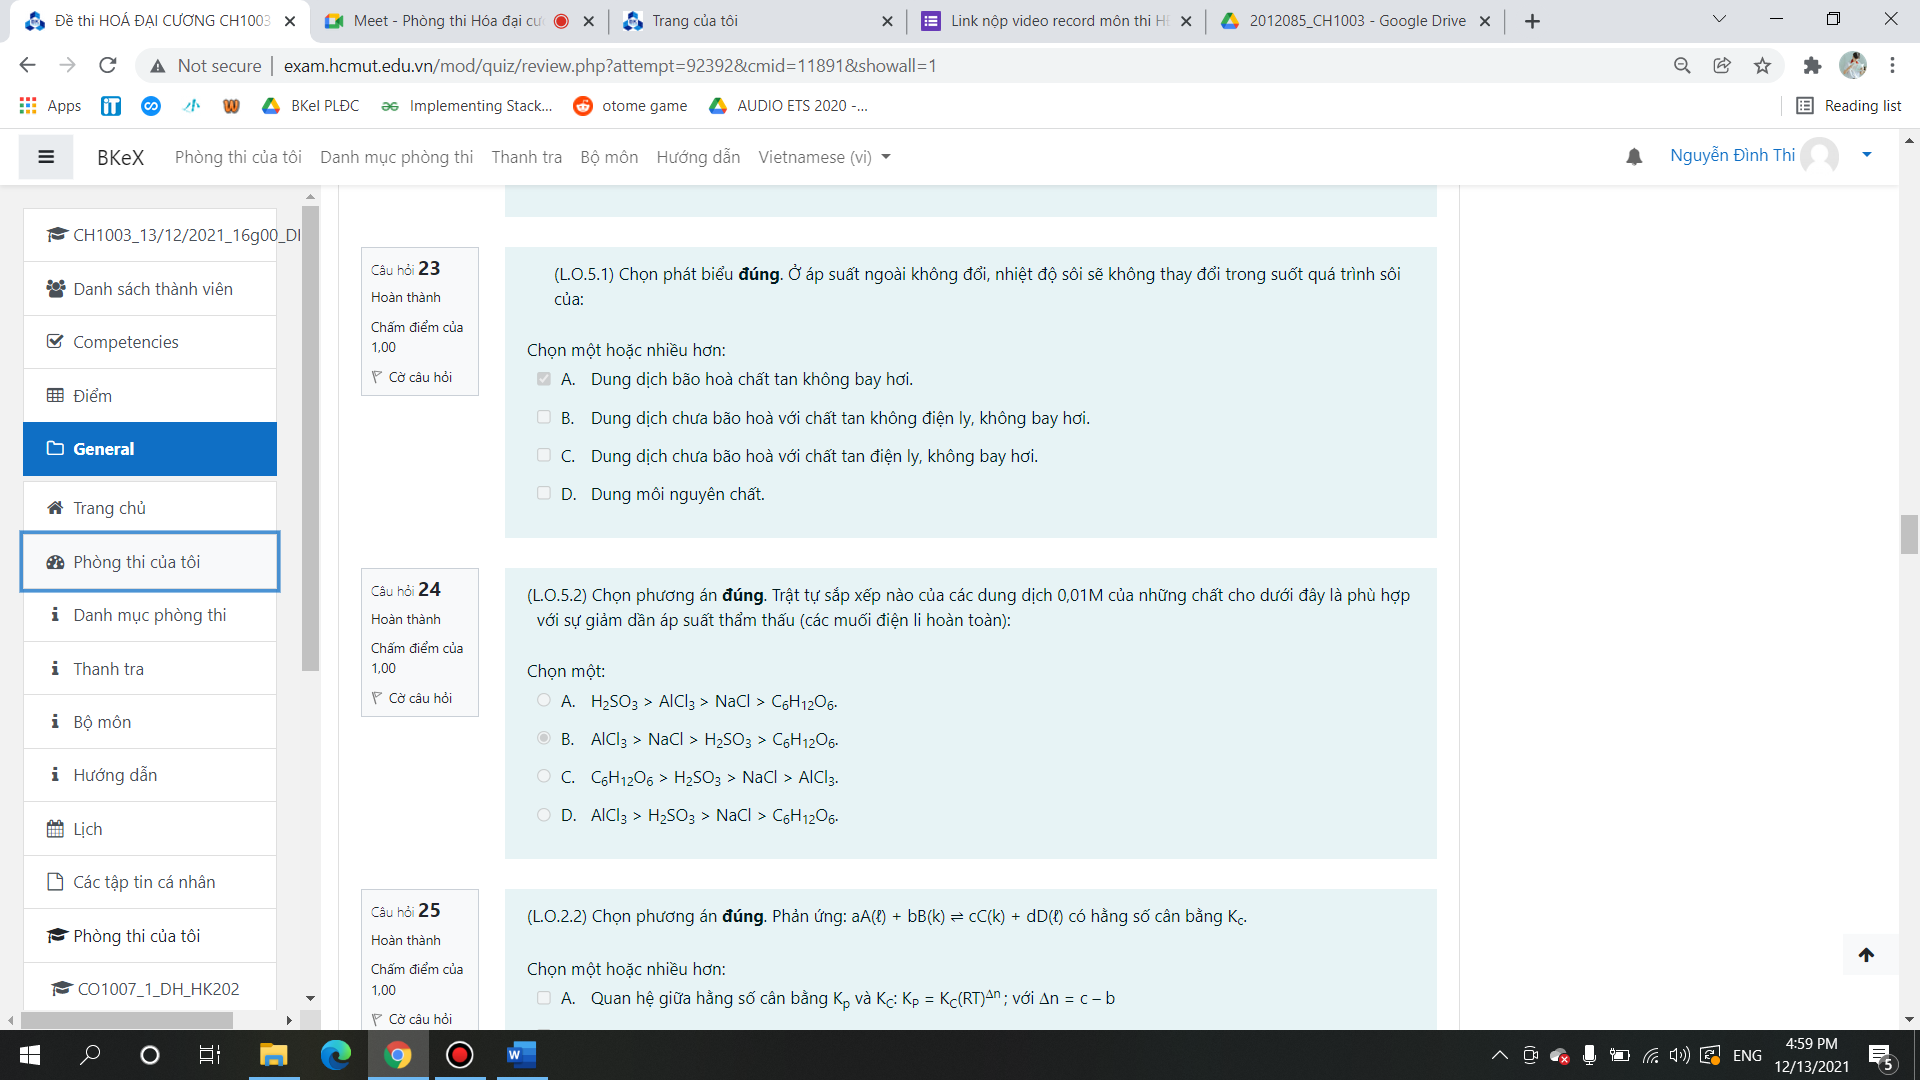 Đề thi HOÁ ĐẠI CƯƠNG CH1003
Meet - Phòng thi Hóa đại cư
Trang của tôi
Link nộp video record môn thi H
2012085_CH1003 - Google Drive
Not secure
exam.hcmut.edu.vn/mod/quiz/review.php?attempt=92392&cmid=11891&showall=1
Apps
BKeI PLĐC
Implementing Stack...
otome game
AUDIO ETS 2020 -...
Reading list
BKeX
Phòng thi của tôi
Danh mục phòng thi
Thanh tra
Bộ môn
Hướng dẫn
Vietnamese (vi)
Nguyễn Đình Thi
CH1003_13/12/2021_16g00_DI
Danh sách thành viên
Competencies
Điểm
General
Trang chủ
Phòng thi của tôi
Danh mục phòng thi
Thanh tra
Bộ môn
Hướng dẫn
Lịch
Các tập tin cá nhân
Phòng thi của tôi
CO1007_1_DH_HK202
Câu hỏi 23
Hoàn thành
Chấm điểm của
1,00
Cờ câu hỏi
(L.O.5.1) Chọn phát biểu đúng. Ở áp suất ngoài không đổi, nhiệt độ sôi sẽ không thay đổi trong suốt quá trình sôi
của:
Chọn một hoặc nhiều hơn:
A. Dung dịch bão hoà chất tan không bay hơi.
B. Dung dịch chưa bão hoà với chất tan không điện ly, không bay hơi.
C. Dung dịch chưa bão hoà với chất tan điện ly, không bay hơi.
D. Dung môi nguyên chất.
Câu hỏi 24
Hoàn thành
Chấm điểm của
1,00
Cờ câu hỏi
(L.O.5.2) Chọn phương án đúng. Trật tự sắp xếp nào của các dung dịch 0,01M của những chất cho dưới đây là phù hợp
với sự giảm dần áp suất thẩm thấu (các muối điện li hoàn toàn):
Chọn một:
A. H₂SO₃ > AlCl₃ > NaCl > C₆H₁₂O₆.
B. AlCl₃ > NaCl > H₂SO₃ > C₆H₁₂O₆.
C. C₆H₁₂O₆ > H₂SO₃ > NaCl > AlCl₃.
D. AlCl₃ > H₂SO₃ > NaCl > C₆H₁₂O₆.
Câu hỏi 25
Hoàn thành
Chấm điểm của
1,00
Cờ câu hỏi
(L.O.2.2) Chọn phương án đúng. Phản ứng: aA(ℓ) + bB(k) ⇌ cC(k) + dD(ℓ) có hằng số cân bằng K_C.
Chọn một hoặc nhiều hơn:
A. Quan hệ giữa hằng số cân bằng K_p và K_C: K_P = K_C(RT)^Δn ; với Δn = c – b
ENG
4:59 PM
12/13/2021
5